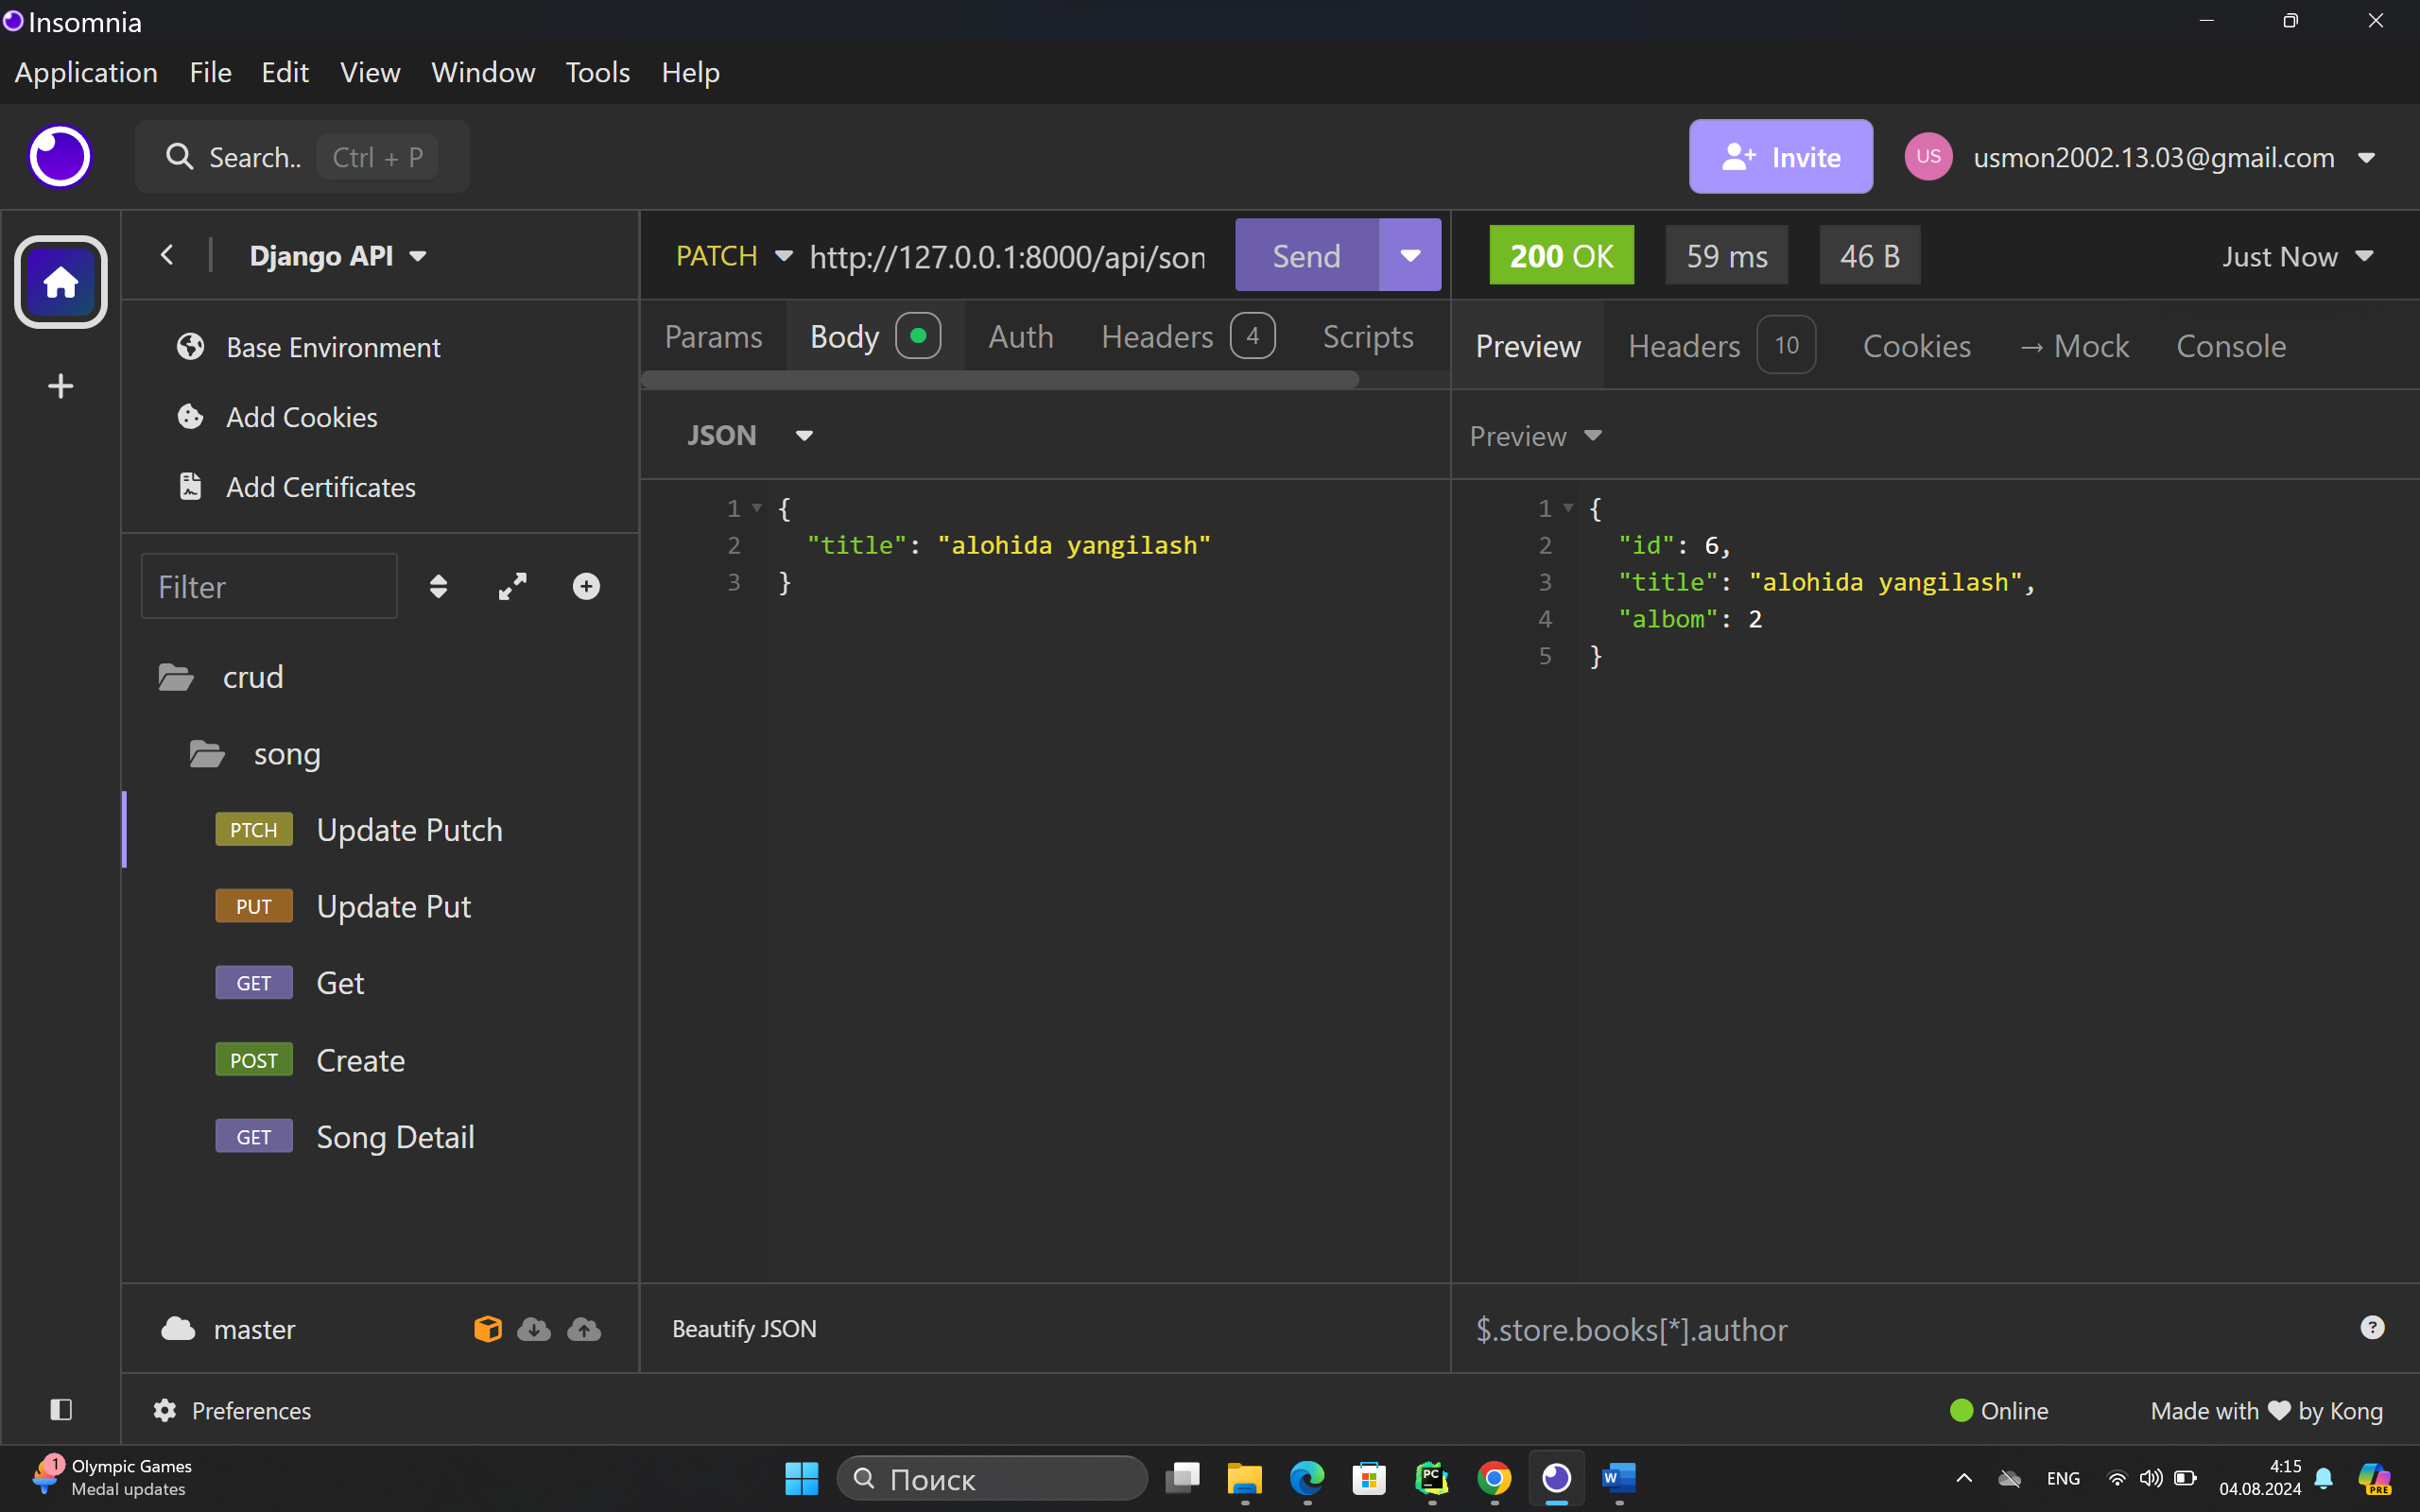 Insomnia
Application File Edit View Window Tools Help
Search.. Ctrl + P
Invite
US usmon2002.13.03@gmail.com
Django API
PATCH http://127.0.0.1:8000/api/son Send
200 OK 59 ms 46 B Just Now
Base Environment
Add Cookies
Add Certificates
Params Body Auth Headers 4 Scripts
Preview Headers 10 Cookies → Mock Console
JSON
Preview
1 {
2 "title": "alohida yangilash"
3 }
1 {
2 "id": 6,
3 "title": "alohida yangilash",
4 "albom": 2
5 }
Filter
crud
song
PTCH Update Putch
PUT Update Put
GET Get
POST Create
GET Song Detail
master
Beautify JSON
$.store.books[*].author
?
Preferences
Online
Made with ♥ by Kong
1 Olympic Games
Medal updates
Поиск
PC
W
ENG
4:15
04.08.2024
PRE